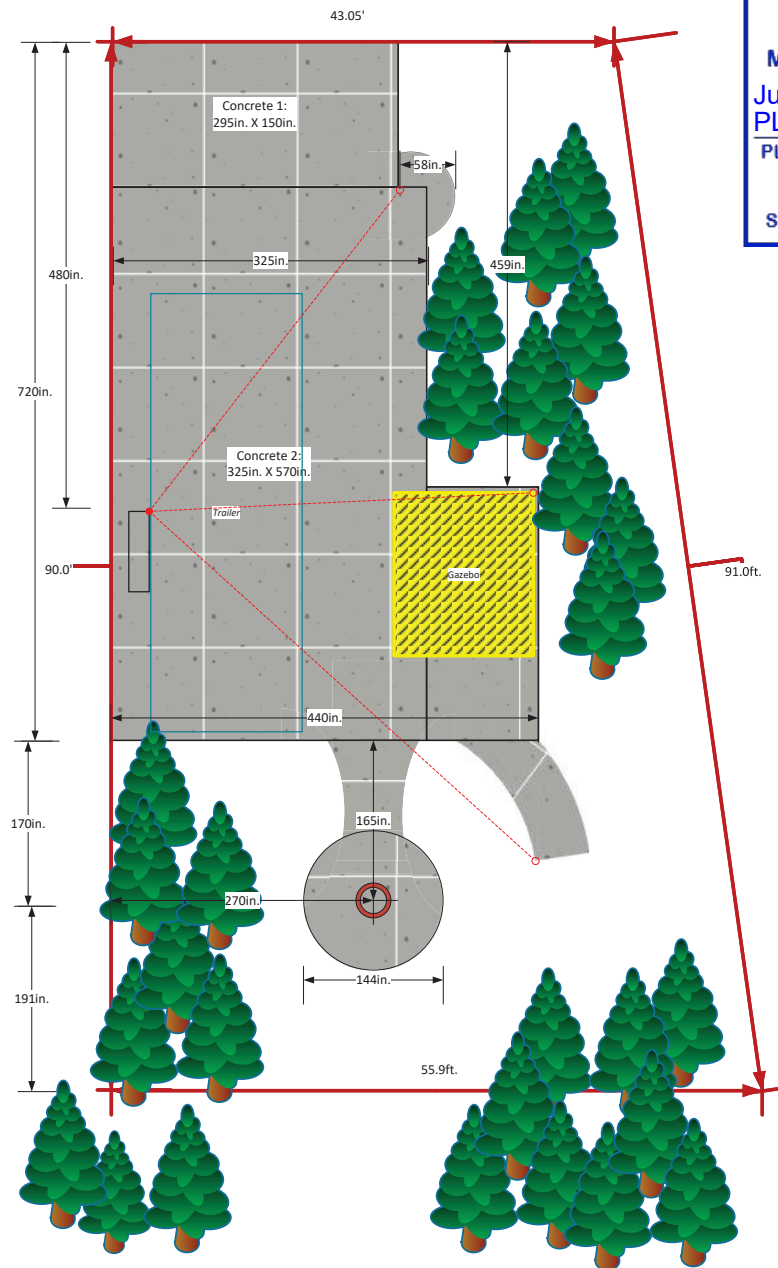 43.05'
M
Ju
PL
Concrete 1:
295in. X 150in.
58in.
S
325in.
459in.
480in.
720in.
Concrete 2:
325in. X 570in.
Trailer
90.0'
Gazebo
91.0ft.
440in.
170in.
165in.
270in.
144in.
191in.
55.9ft.